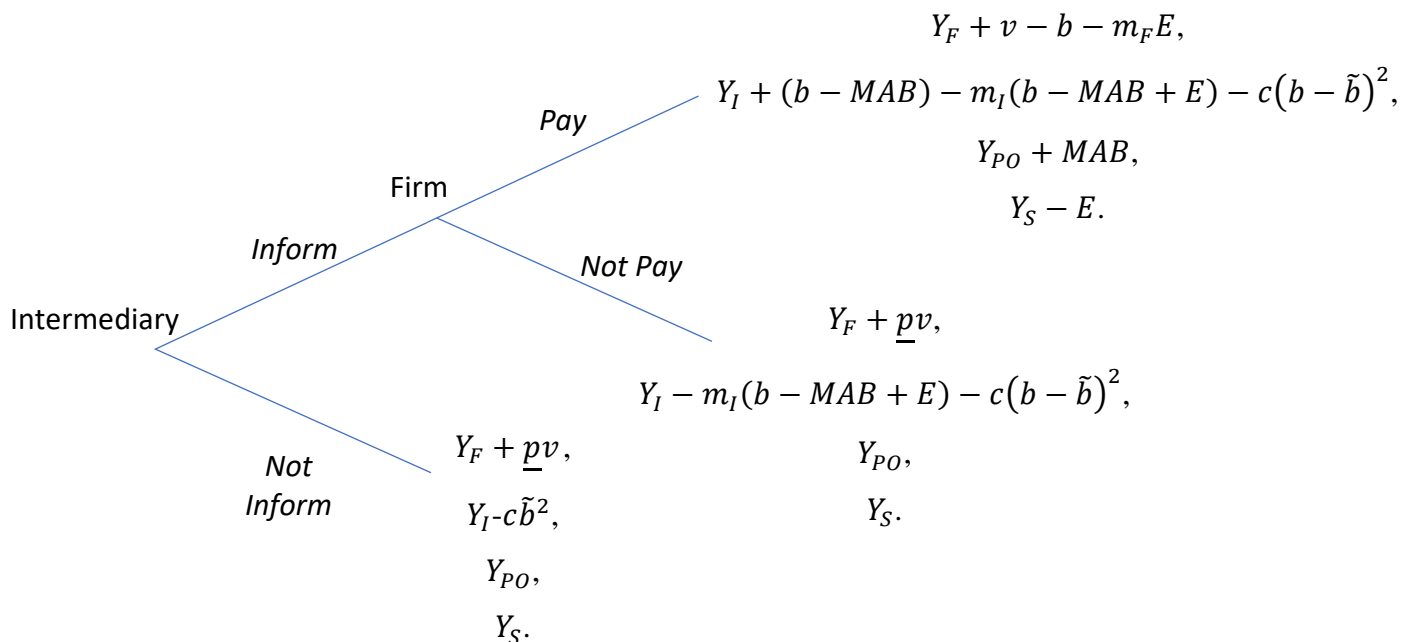 𝑌_𝐹 + 𝑣 − 𝑏 − 𝑚_𝐹𝐸,
𝑌_𝐼 + (𝑏 − 𝑀𝐴𝐵) − 𝑚_𝐼(𝑏 − 𝑀𝐴𝐵 + 𝐸) − 𝑐(𝑏 − 𝑏̃)²,
𝑌_𝑃𝑂 + 𝑀𝐴𝐵,
𝑌_𝑆 − 𝐸.
Pay
Firm
Inform
Not Pay
Intermediary
𝑌_𝐹 + 𝑝̲𝑣,
𝑌_𝐼 − 𝑚_𝐼(𝑏 − 𝑀𝐴𝐵 + 𝐸) − 𝑐(𝑏 − 𝑏̃)²,
𝑌_𝑃𝑂,
𝑌_𝑆.
Not
Inform
𝑌_𝐹 + 𝑝̲𝑣,
𝑌_𝐼-𝑐𝑏̃²,
𝑌_𝑃𝑂,
𝑌_𝑆.